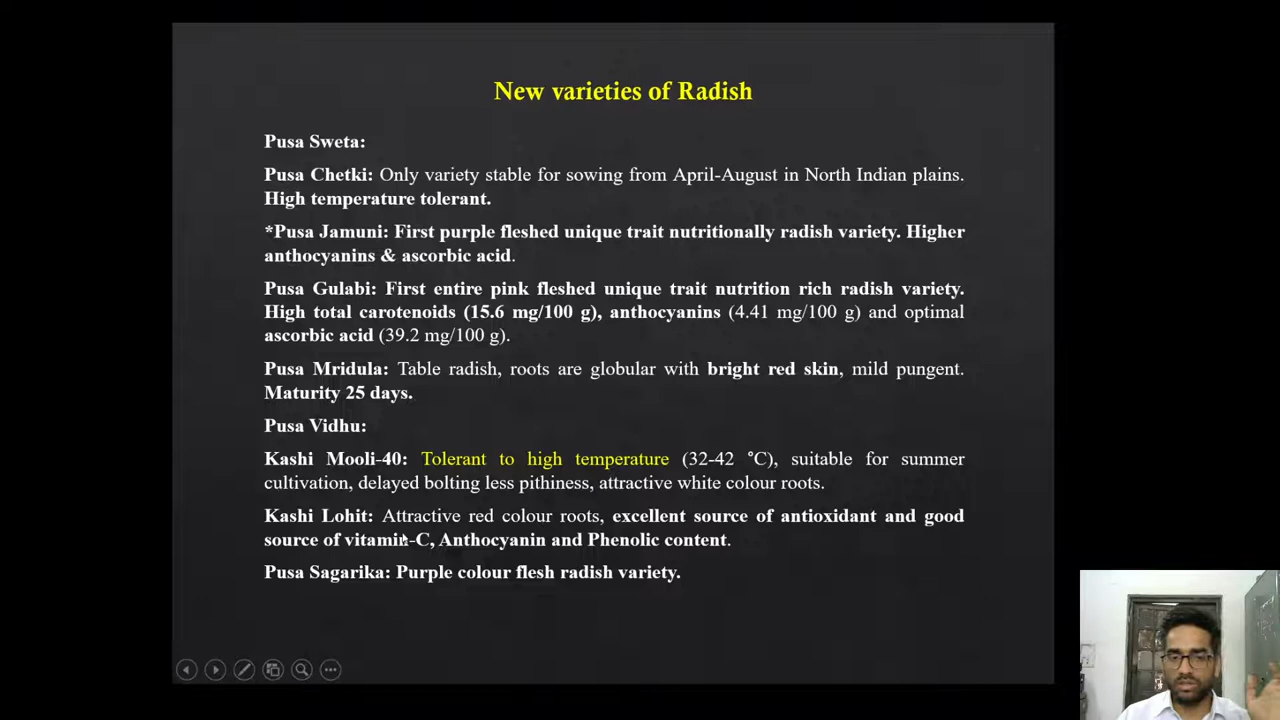 New varieties of Radish
Pusa Sweta:
Pusa Chetki: Only variety stable for sowing from April-August in North Indian plains.
High temperature tolerant.
*Pusa Jamuni: First purple fleshed unique trait nutritionally radish variety. Higher
anthocyanins & ascorbic acid.
Pusa Gulabi: First entire pink fleshed unique trait nutrition rich radish variety.
High total carotenoids (15.6 mg/100 g), anthocyanins (4.41 mg/100 g) and optimal
ascorbic acid (39.2 mg/100 g).
Pusa Mridula: Table radish, roots are globular with bright red skin, mild pungent.
Maturity 25 days.
Pusa Vidhu:
Kashi Mooli-40: Tolerant to high temperature (32-42 °C), suitable for summer
cultivation, delayed bolting less pithiness, attractive white colour roots.
Kashi Lohit: Attractive red colour roots, excellent source of antioxidant and good
source of vitamin-C, Anthocyanin and Phenolic content.
Pusa Sagarika: Purple colour flesh radish variety.